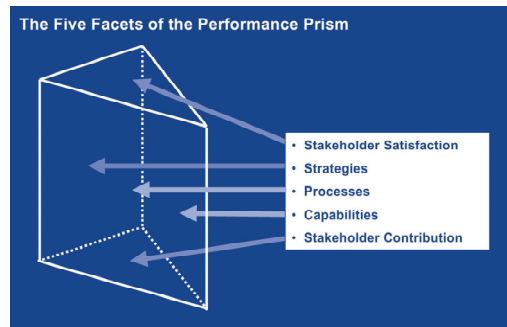 The Five Facets of the Performance Prism
• Stakeholder Satisfaction
• Strategies
• Processes
• Capabilities
• Stakeholder Contribution